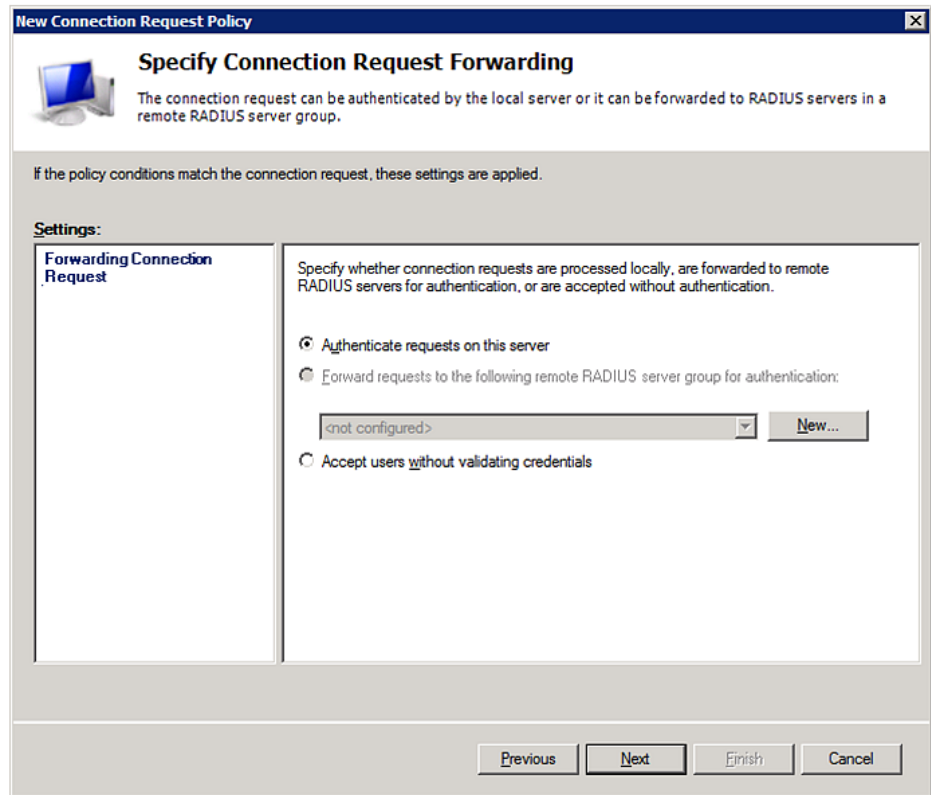 New Connection Request Policy
Specify Connection Request Forwarding
The connection request can be authenticated by the local server or it can be forwarded to RADIUS servers in a
remote RADIUS server group.
If the policy conditions match the connection request, these settings are applied.
Settings:
Forwarding Connection
Request
Specify whether connection requests are processed locally, are forwarded to remote
RADIUS servers for authentication, or are accepted without authentication.
Authenticate requests on this server
Forward requests to the following remote RADIUS server group for authentication:
<not configured>
New...
Accept users without validating credentials
Previous
Next
Finish
Cancel